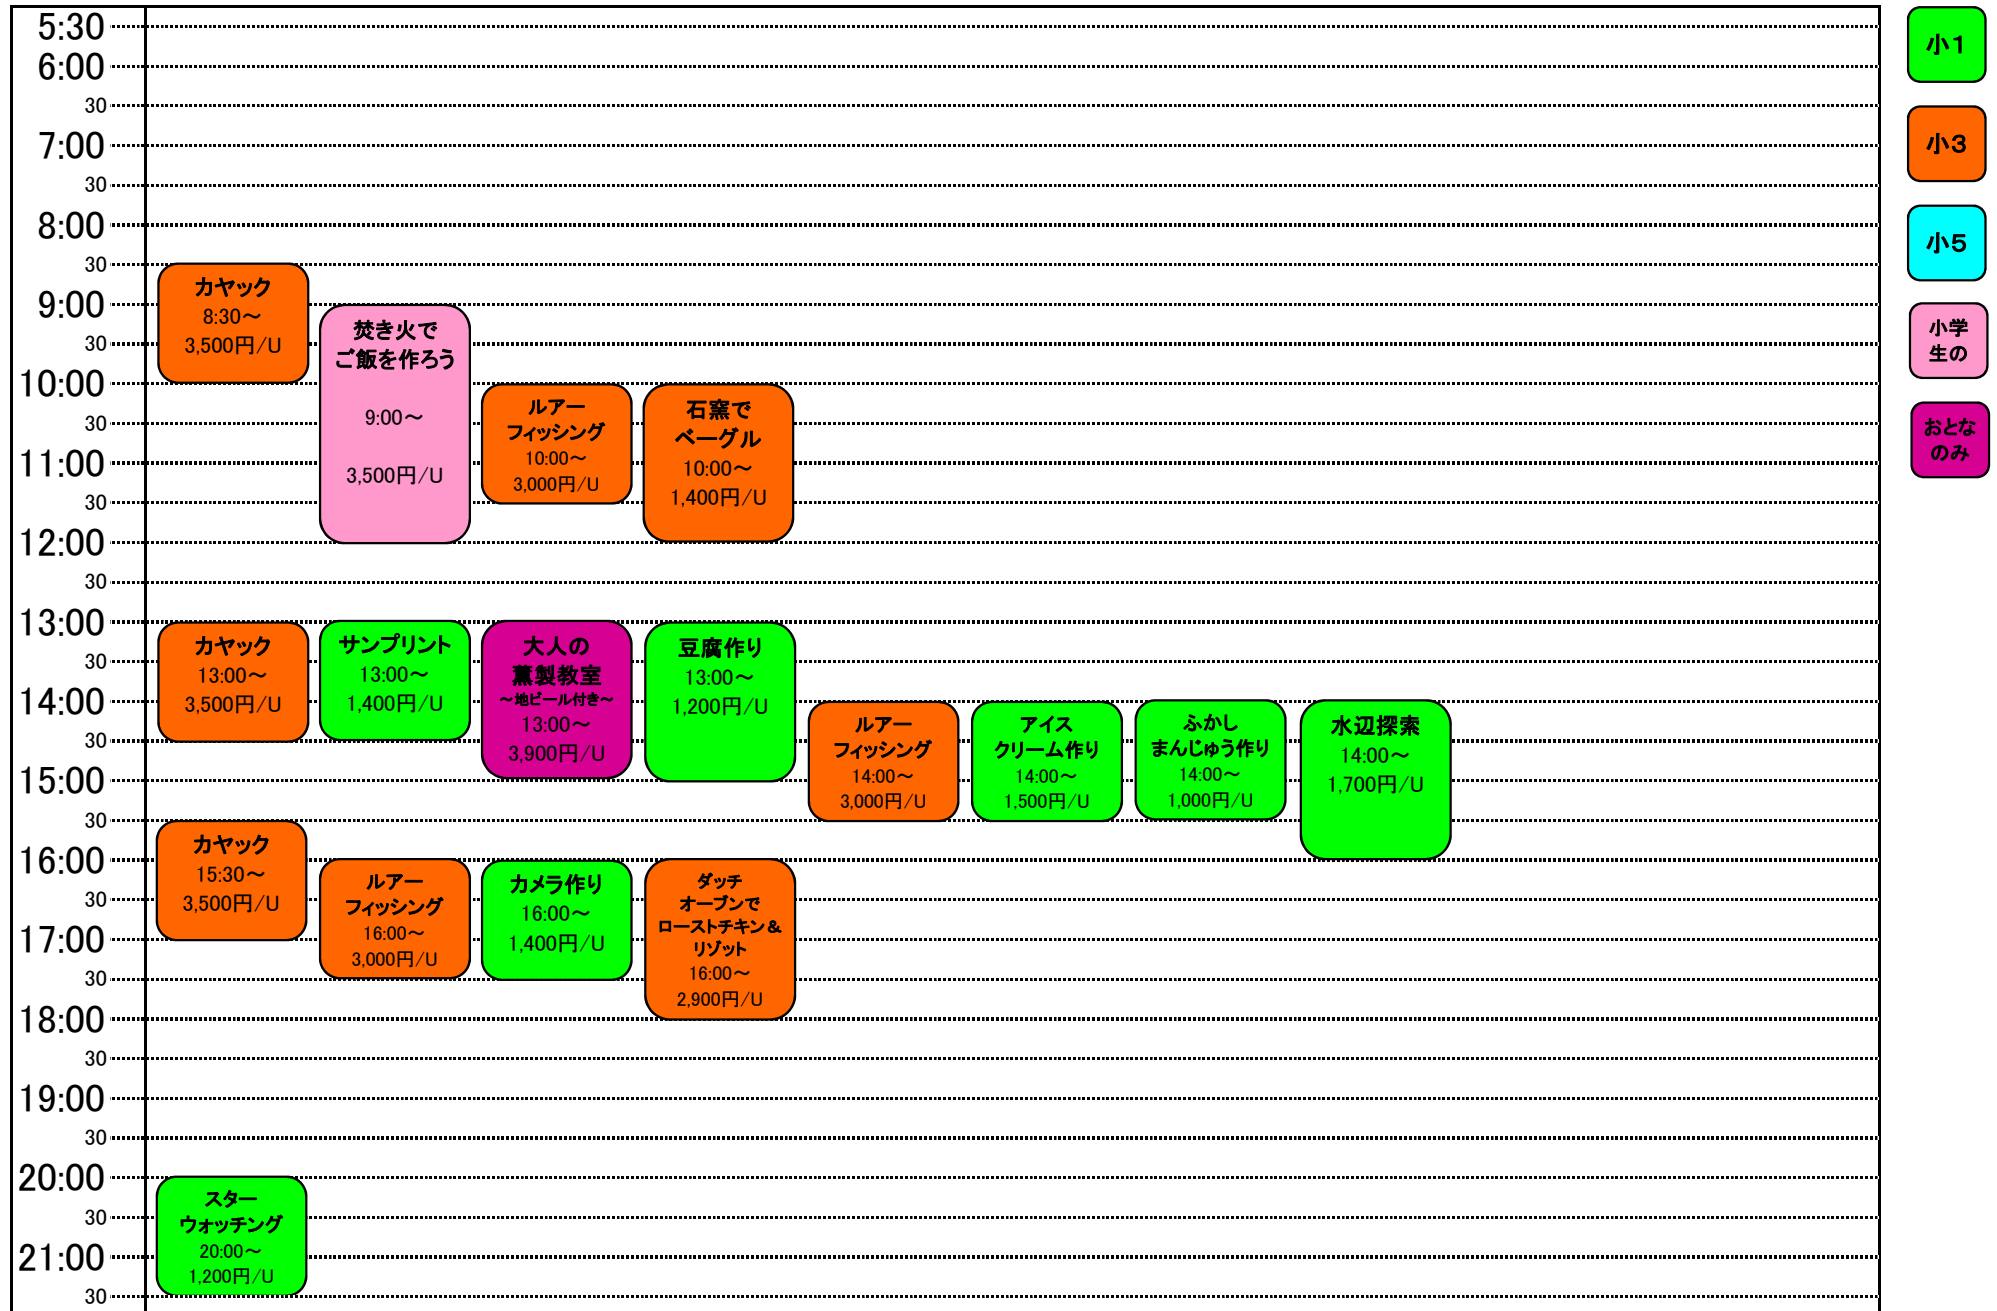 5:30
6:00
30
7:00
30
8:00
30
9:00
30
10:00
30
11:00
30
12:00
30
13:00
30
14:00
30
15:00
30
16:00
30
17:00
30
18:00
30
19:00
30
20:00
30
21:00
30
カヤック
8:30～
3,500円/U
焚き火で
ご飯を作ろう
9:00～
3,500円/U
ルアー
フィッシング
10:00～
3,000円/U
石窯で
ベーグル
10:00～
1,400円/U
カヤック
13:00～
3,500円/U
サンプリント
13:00～
1,400円/U
大人の
薫製教室
～地ビール付き～
13:00～
3,900円/U
豆腐作り
13:00～
1,200円/U
ルアー
フィッシング
14:00～
3,000円/U
アイス
クリーム作り
14:00～
1,500円/U
ふかし
まんじゅう作り
14:00～
1,000円/U
水辺探索
14:00～
1,700円/U
カヤック
15:30～
3,500円/U
ルアー
フィッシング
16:00～
3,000円/U
カメラ作り
16:00～
1,400円/U
ダッチ
オーブンで
ローストチキン＆
リゾット
16:00～
2,900円/U
スター
ウォッチング
20:00～
1,200円/U
小1
小3
小5
小学
生の
おとな
のみ